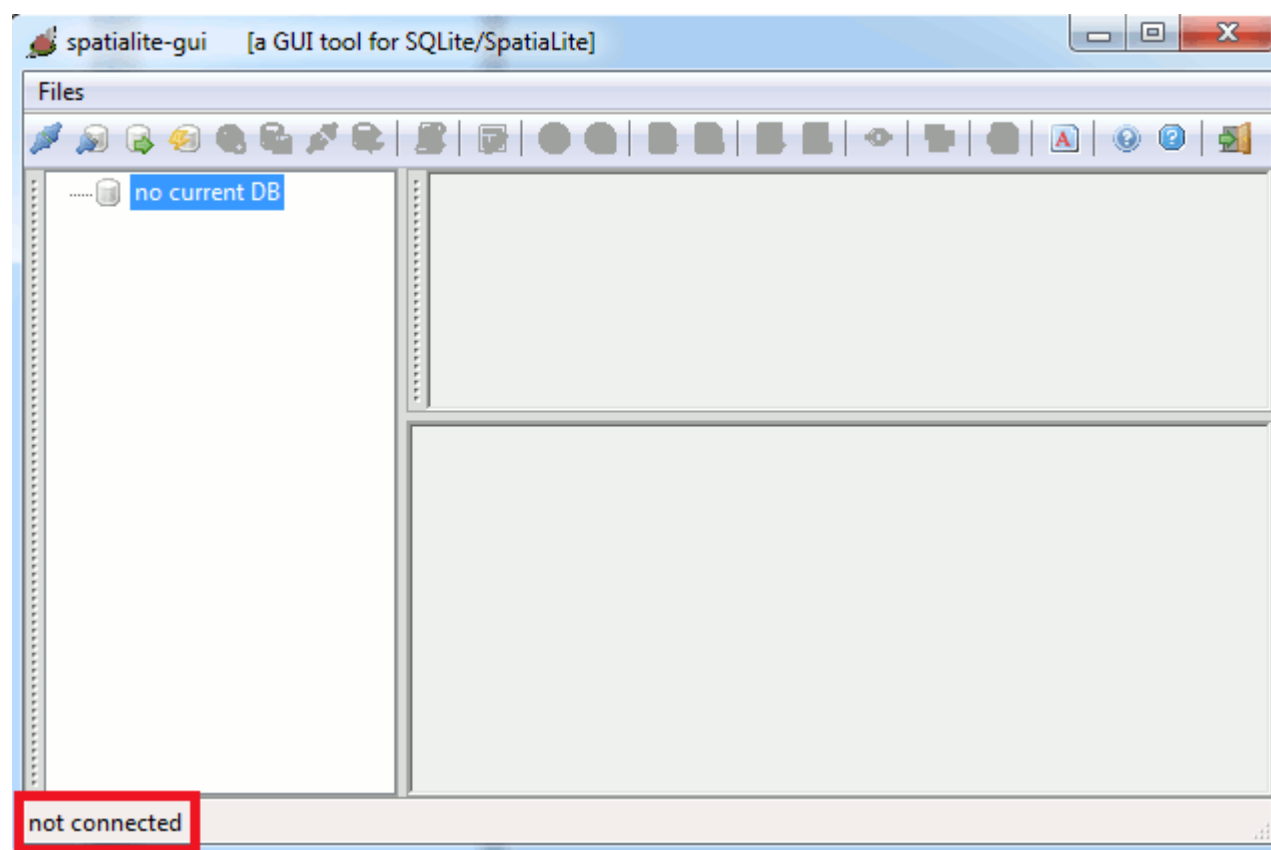 spatialite-gui [a GUI tool for SQLite/SpatiaLite]
Files
A ?
no current DB
not connected